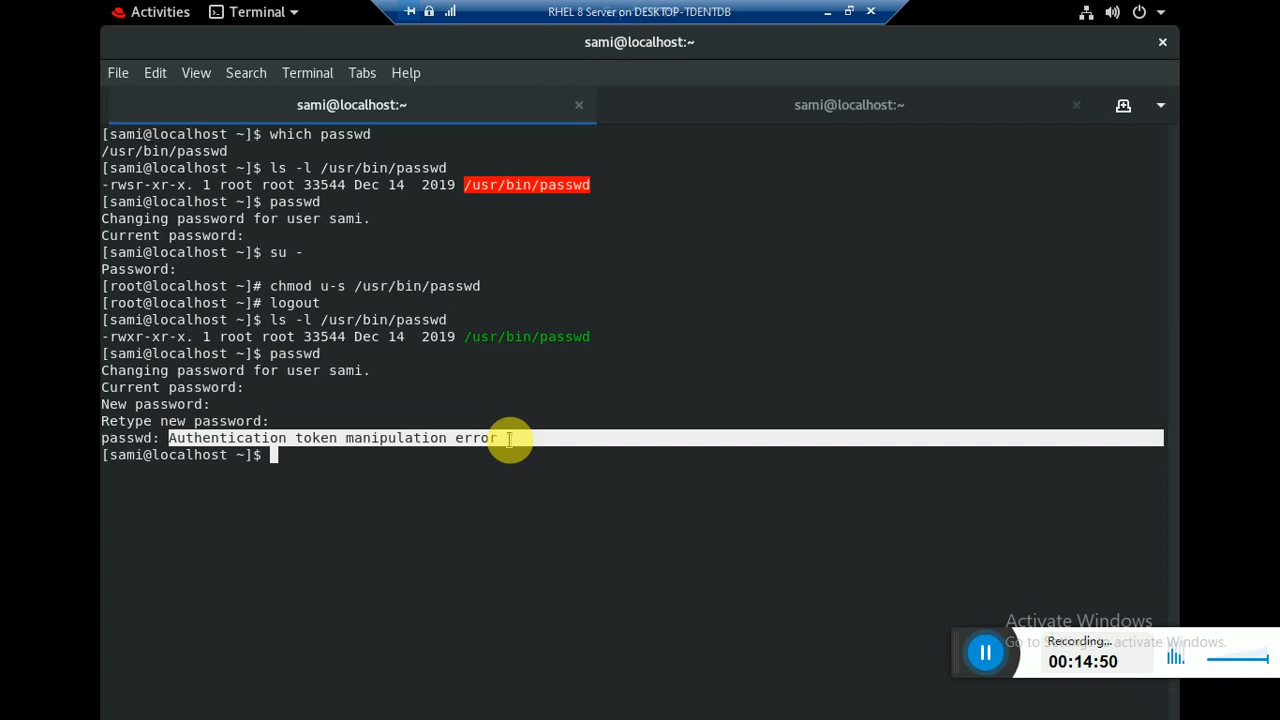 Activities
Terminal
RHEL 8 Server on DESKTOP-TDENTDB
sami@localhost:~
File Edit View Search Terminal Tabs Help
sami@localhost:~
sami@localhost:~
[sami@localhost ~]$ which passwd
/usr/bin/passwd
[sami@localhost ~]$ ls -l /usr/bin/passwd
-rwsr-xr-x. 1 root root 33544 Dec 14  2019 /usr/bin/passwd
[sami@localhost ~]$ passwd
Changing password for user sami.
Current password:
[sami@localhost ~]$ su -
Password:
[root@localhost ~]# chmod u-s /usr/bin/passwd
[root@localhost ~]# logout
[sami@localhost ~]$ ls -l /usr/bin/passwd
-rwxr-xr-x. 1 root root 33544 Dec 14  2019 /usr/bin/passwd
[sami@localhost ~]$ passwd
Changing password for user sami.
Current password:
New password:
Retype new password:
passwd: Authentication token manipulation error
[sami@localhost ~]$
Activate Windows
Go to Settings to activate Windows.
Recording...
00:14:50